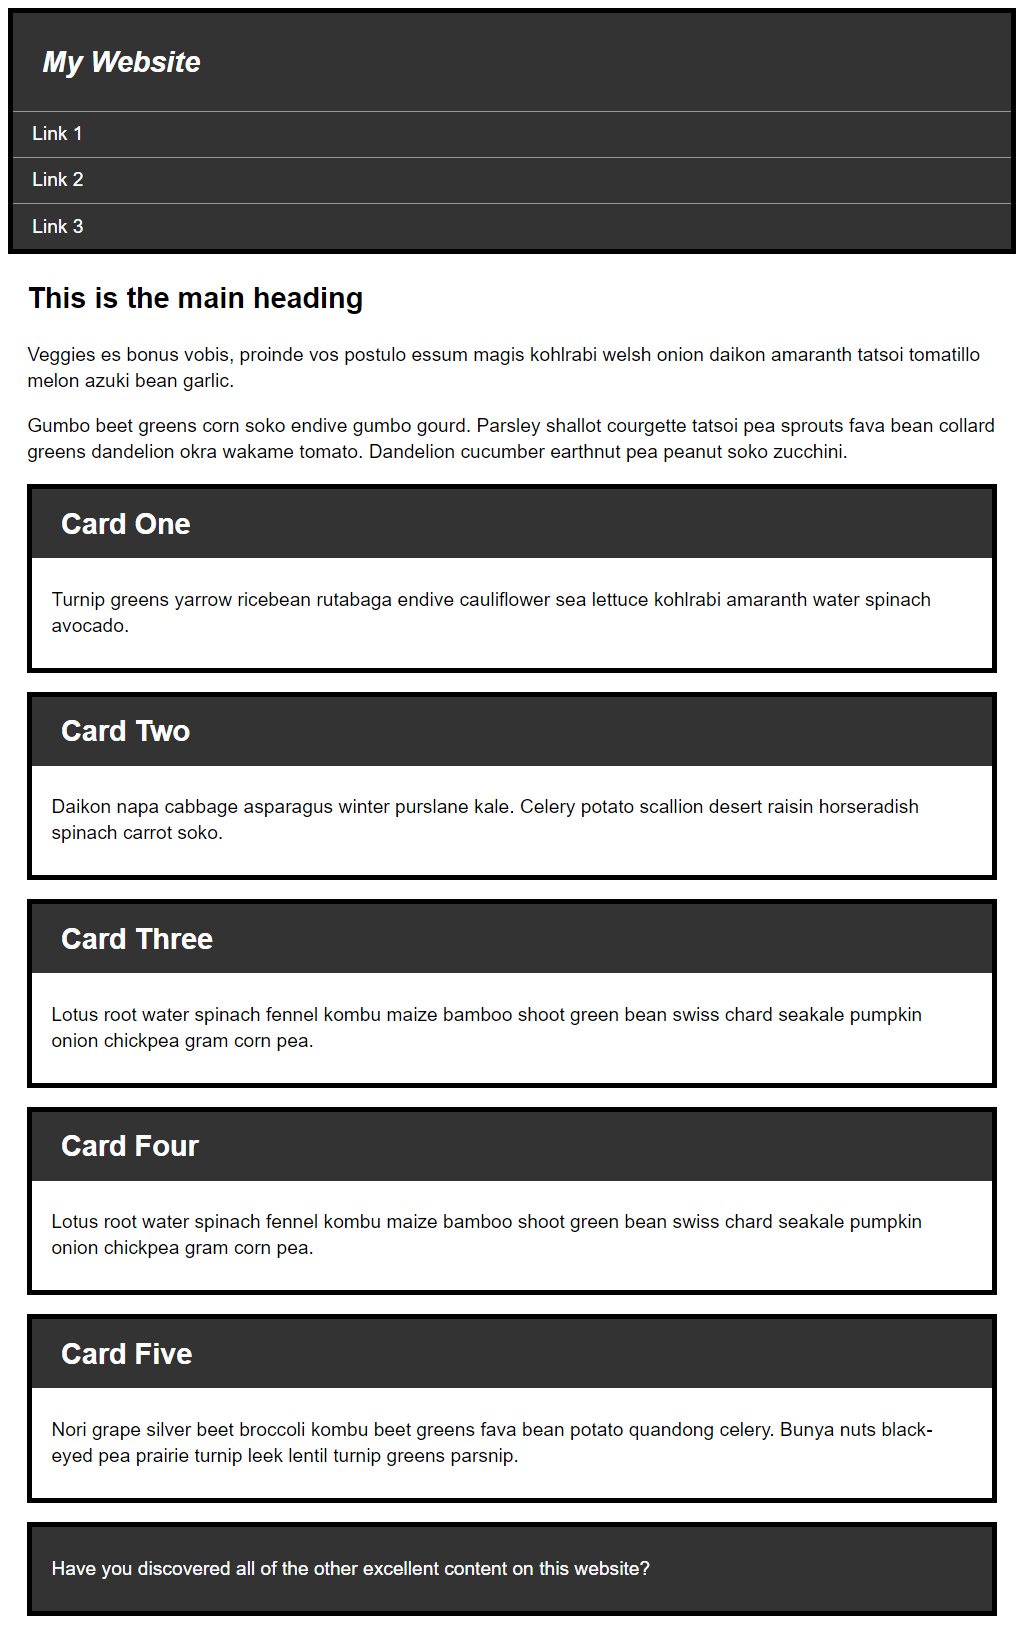 My Website
Link 1
Link 2
Link 3
This is the main heading
Veggies es bonus vobis, proinde vos postulo essum magis kohlrabi welsh onion daikon amaranth tatsoi tomatillo
melon azuki bean garlic.
Gumbo beet greens corn soko endive gumbo gourd. Parsley shallot courgette tatsoi pea sprouts fava bean collard
greens dandelion okra wakame tomato. Dandelion cucumber earthnut pea peanut soko zucchini.
Card One
Turnip greens yarrow ricebean rutabaga endive cauliflower sea lettuce kohlrabi amaranth water spinach
avocado.
Card Two
Daikon napa cabbage asparagus winter purslane kale. Celery potato scallion desert raisin horseradish
spinach carrot soko.
Card Three
Lotus root water spinach fennel kombu maize bamboo shoot green bean swiss chard seakale pumpkin
onion chickpea gram corn pea.
Card Four
Lotus root water spinach fennel kombu maize bamboo shoot green bean swiss chard seakale pumpkin
onion chickpea gram corn pea.
Card Five
Nori grape silver beet broccoli kombu beet greens fava bean potato quandong celery. Bunya nuts black-
eyed pea prairie turnip leek lentil turnip greens parsnip.
Have you discovered all of the other excellent content on this website?